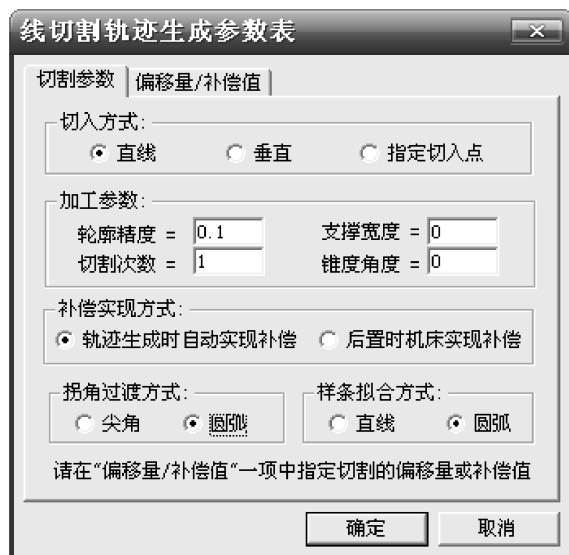 线切割轨迹生成参数表
切割参数 偏移量/补偿值
切入方式:
直线 垂直 指定切入点
加工参数:
轮廓精度 = 0.1 支撑宽度 = 0
切割次数 = 1 锥度角度 = 0
补偿实现方式:
轨迹生成时自动实现补偿 后置时机床实现补偿
拐角过渡方式: 样条拟合方式:
尖角 圆弧 直线 圆弧
请在"偏移量/补偿值"一项中指定切割的偏移量或补偿值
确定 取消